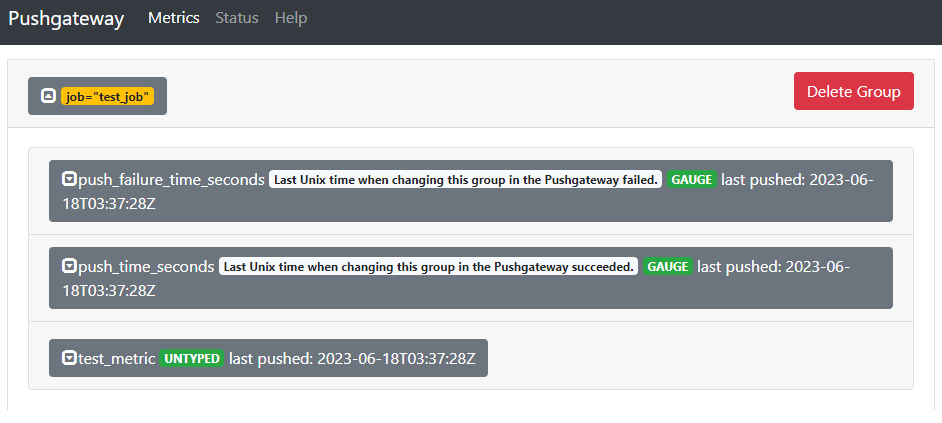 Pushgateway Metrics Status Help
job="test_job" Delete Group
push_failure_time_seconds Last Unix time when changing this group in the Pushgateway failed. GAUGE last pushed: 2023-06-
18T03:37:28Z
push_time_seconds Last Unix time when changing this group in the Pushgateway succeeded. GAUGE last pushed: 2023-06-
18T03:37:28Z
test_metric UNTYPED last pushed: 2023-06-18T03:37:28Z